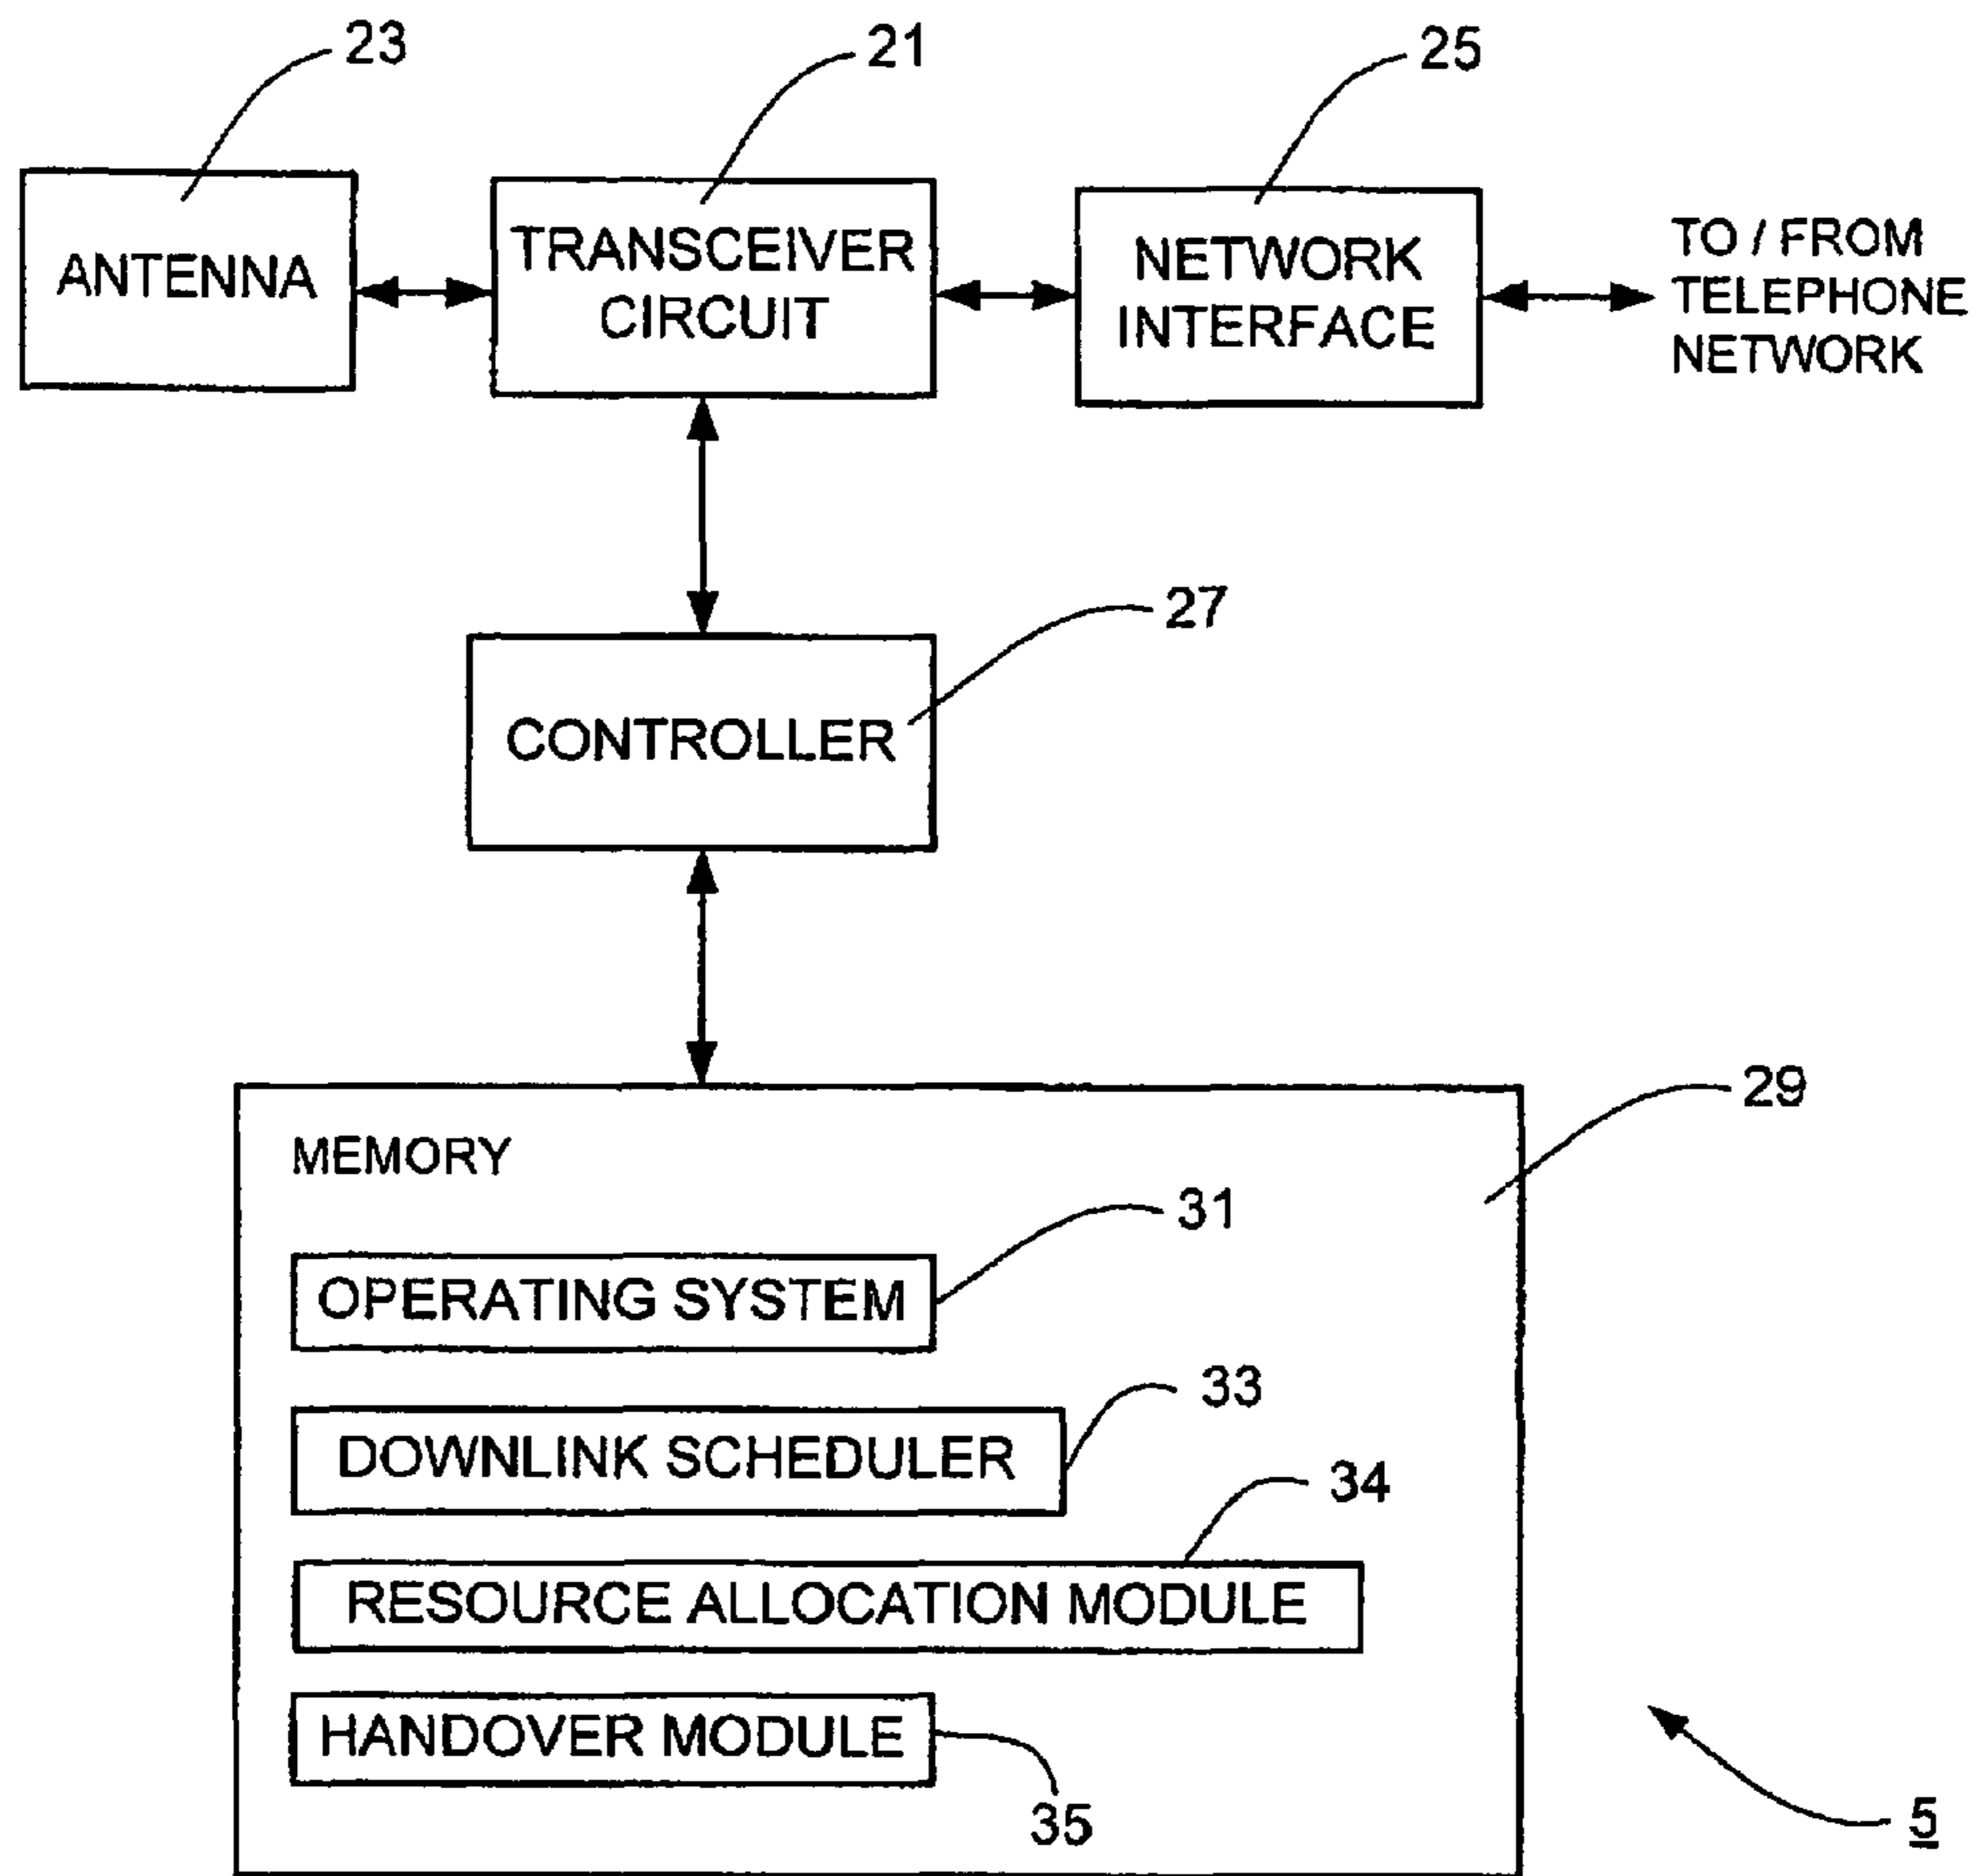 23
21
25
ANTENNA
TRANSCEIVER
CIRCUIT
NETWORK
INTERFACE
TO / FROM
TELEPHONE
NETWORK
27
CONTROLLER
29
MEMORY
31
OPERATING SYSTEM
33
DOWNLINK SCHEDULER
34
RESOURCE ALLOCATION MODULE
HANDOVER MODULE
35
5